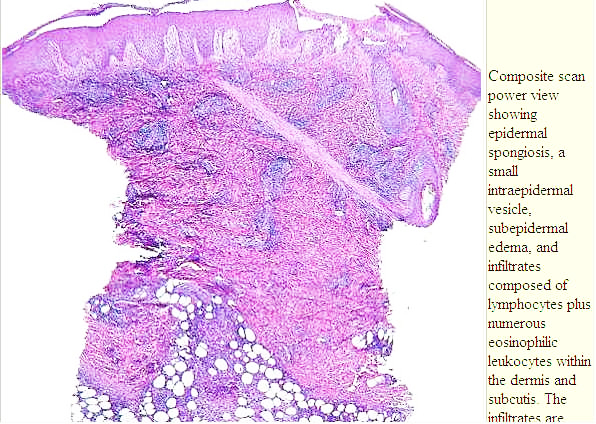 Composite scan
power view
showing
epidermal
spongiosis, a
small
intraepidermal
vesicle,
subepidermal
edema, and
infiltrates
composed of
lymphocytes plus
numerous
eosinophilic
leukocytes within
the dermis and
subcutis. The
infiltrates are